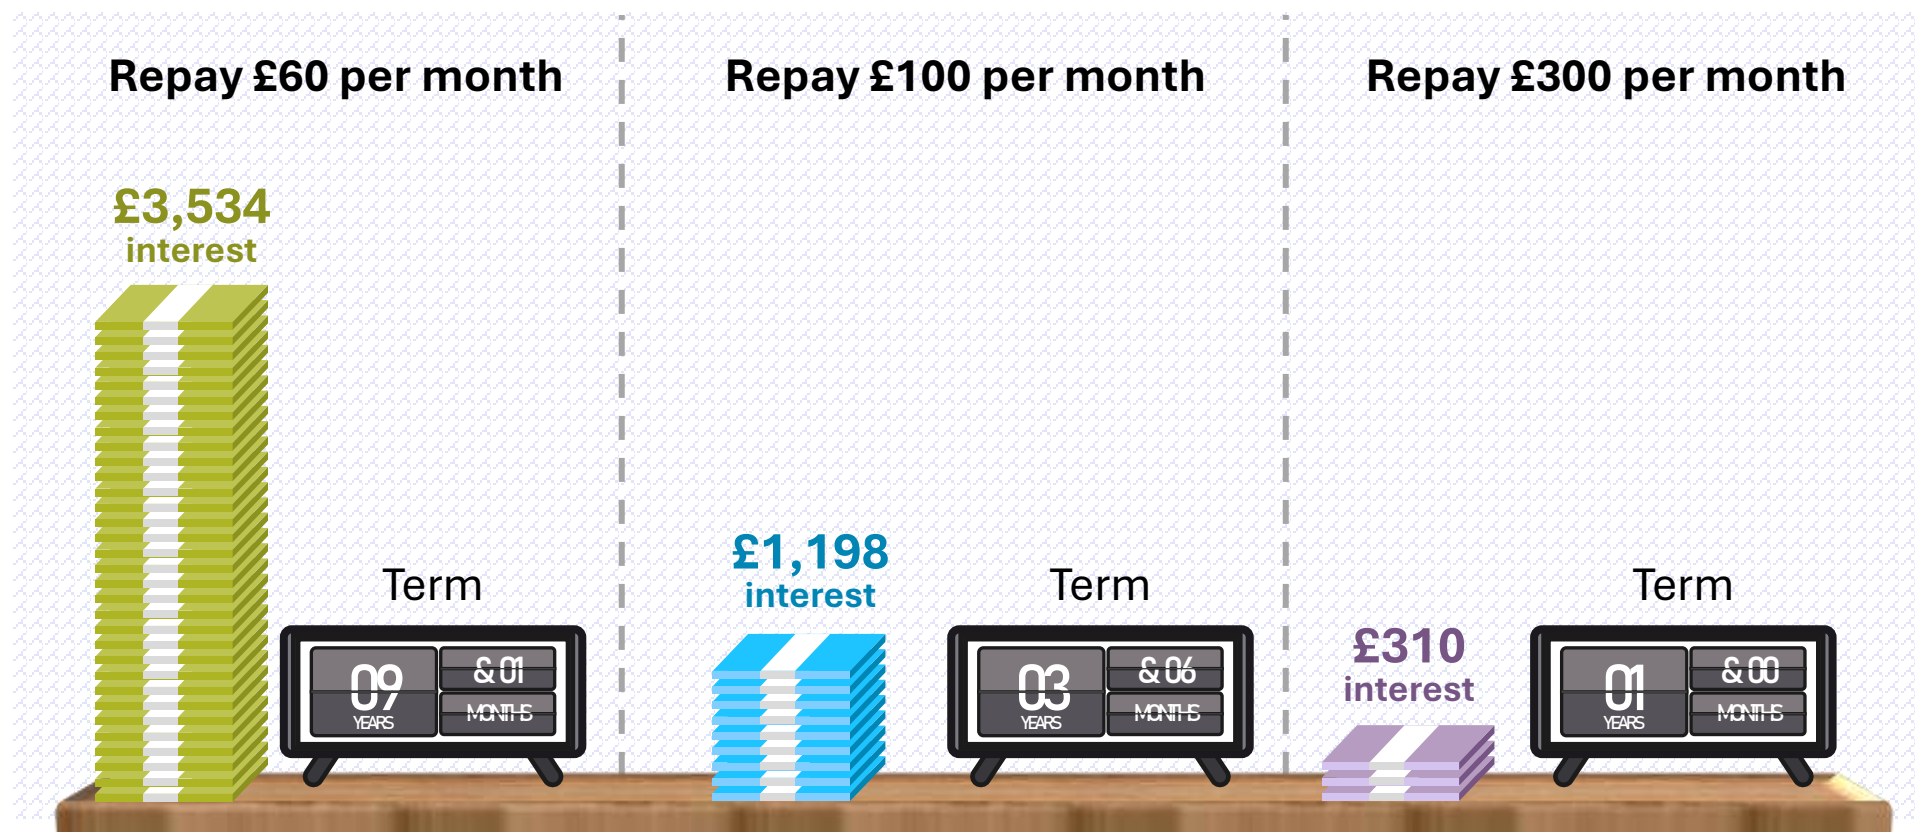 Repay £60 per month
£3,534
interest
Term
09
YEARS
& 01
MONTHS
Repay £100 per month
£1,198
interest
Term
03
YEARS
& 06
MONTHS
Repay £300 per month
£310
interest
Term
01
YEARS
& 00
MONTHS